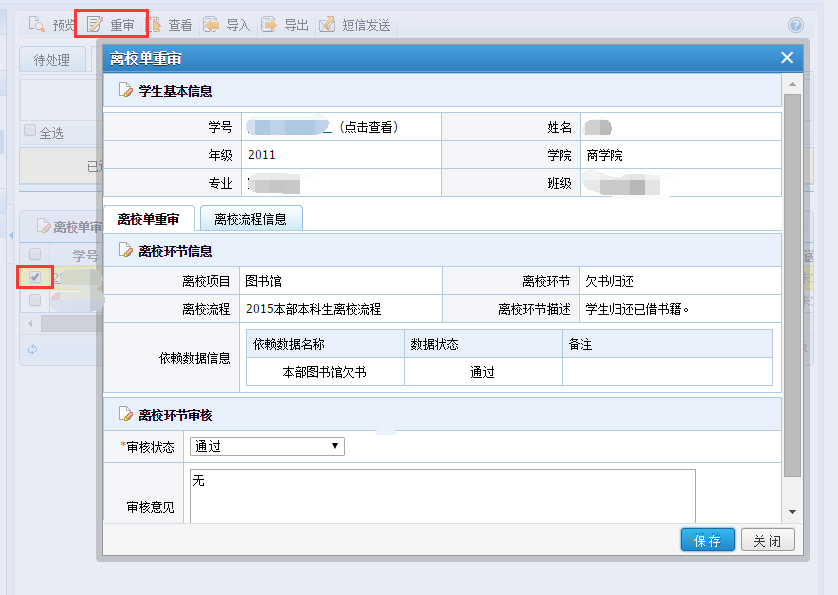 预览 重审 查看 导入 导出 短信发送
待处理
离校单重审
学生基本信息
全选
学号 (点击查看) 姓名
年级 2011 学院 商学院
专业 班级
离校单重审 离校流程信息
离校单审
离校环节信息
学号
离校项目 图书馆 离校环节 欠书归还
离校流程 2015本部本科生离校流程 离校环节描述 学生归还已借书籍。
依赖数据信息
依赖数据名称 数据状态 备注
本部图书馆欠书 通过
离校环节审核
*审核状态 通过
无
审核意见
保存 关闭